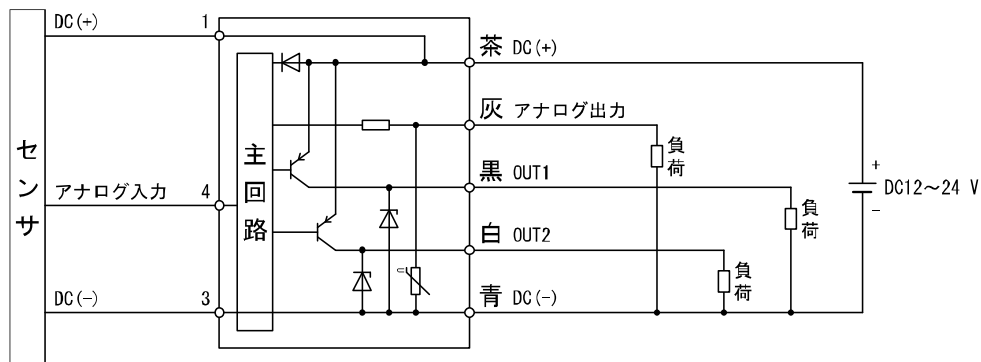 DC(+)
1
茶 DC(+)
灰 アナログ出力
センサ
主回路
負荷
黒 OUT1
アナログ入力
4
+
DC12～24 V
−
負荷
白 OUT2
負荷
DC(−)
3
青 DC(−)